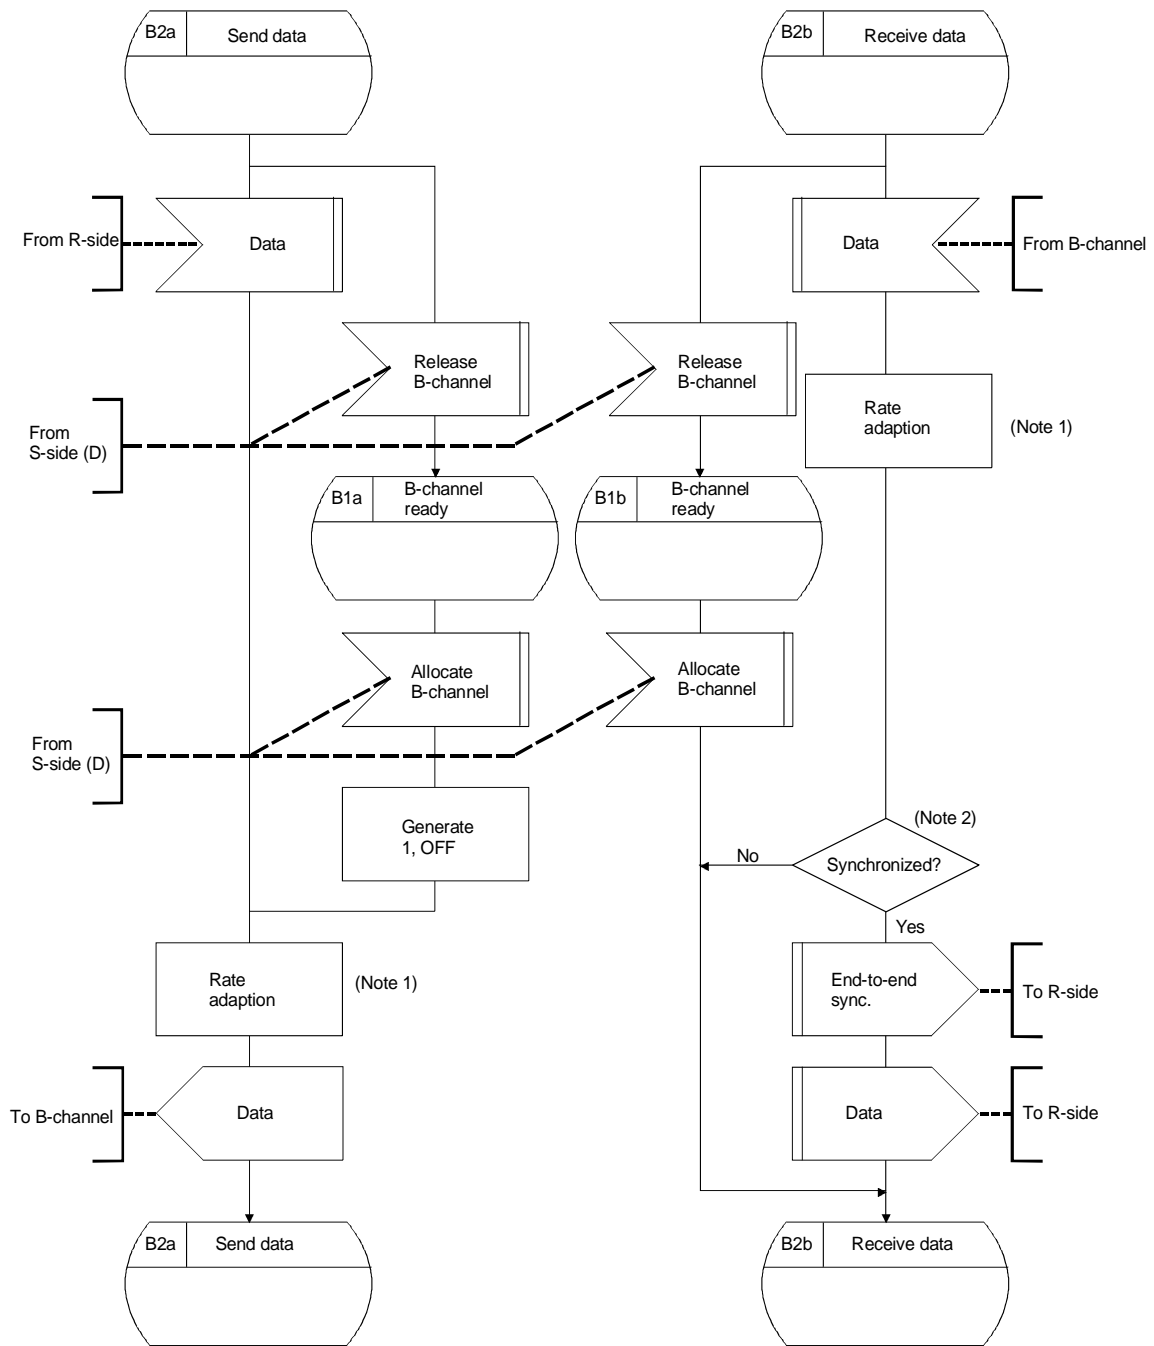 B2a
Send data
B2b
Receive data
From R-side
Data
Data
From B-channel
Release
B-channel
Release
B-channel
Rate
adaption
(Note 1)
From
S-side (D)
B1a
B-channel
ready
B1b
B-channel
ready
Allocate
B-channel
Allocate
B-channel
From
S-side (D)
Generate
1, OFF
(Note 2)
No
Synchronized?
Yes
Rate
adaption
(Note 1)
End-to-end
sync.
To R-side
To B-channel
Data
Data
To R-side
B2a
Send data
B2b
Receive data